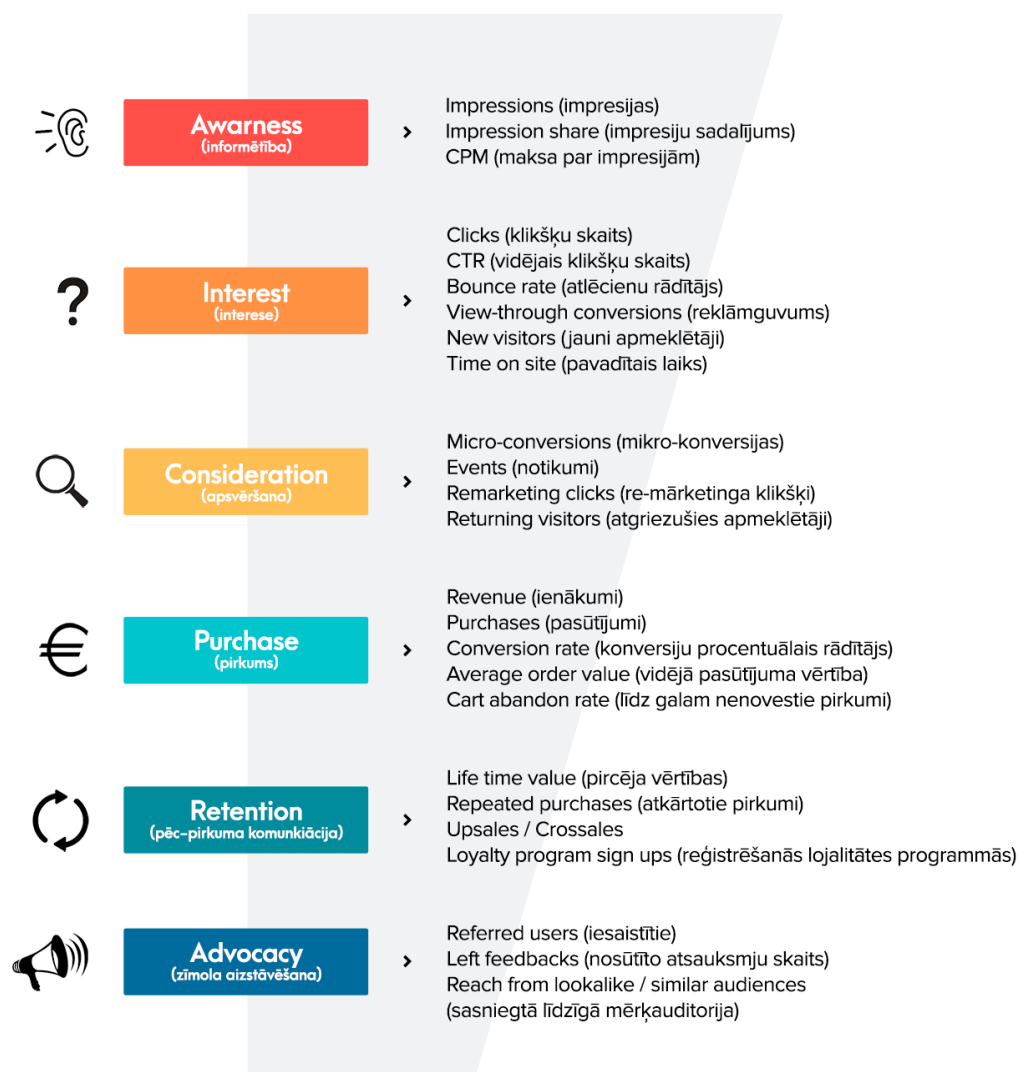 Awarness
(informētība)
Impressions (impresijas)
Impression share (impresiju sadalījums)
CPM (maksa par impresijām)
Interest
(interese)
Clicks (klikšķu skaits)
CTR (vidējais klikšķu skaits)
Bounce rate (atlēcienu rādītājs)
View-through conversions (reklāmguvums)
New visitors (jauni apmeklētāji)
Time on site (pavadītais laiks)
Consideration
(apsvēršana)
Micro-conversions (mikro-konversijas)
Events (notikumi)
Remarketing clicks (re-mārketinga klikšķi)
Returning visitors (atgriezušies apmeklētāji)
Purchase
(pirkums)
Revenue (ienākumi)
Purchases (pasūtījumi)
Conversion rate (konversiju procentuālais rādītājs)
Average order value (vidējā pasūtījuma vērtība)
Cart abandon rate (līdz galam nenovestie pirkumi)
Retention
(pēc-pirkuma komunkiācija)
Life time value (pircēja vērtības)
Repeated purchases (atkārtotie pirkumi)
Upsales / Crossales
Loyalty program sign ups (reģistrēšanās lojalitātes programmās)
Advocacy
(zīmola aizstāvēšana)
Referred users (iesaistītie)
Left feedbacks (nosūtīto atsauksmju skaits)
Reach from lookalike / similar audiences
(sasniegtā līdzīgā mērķauditorija)